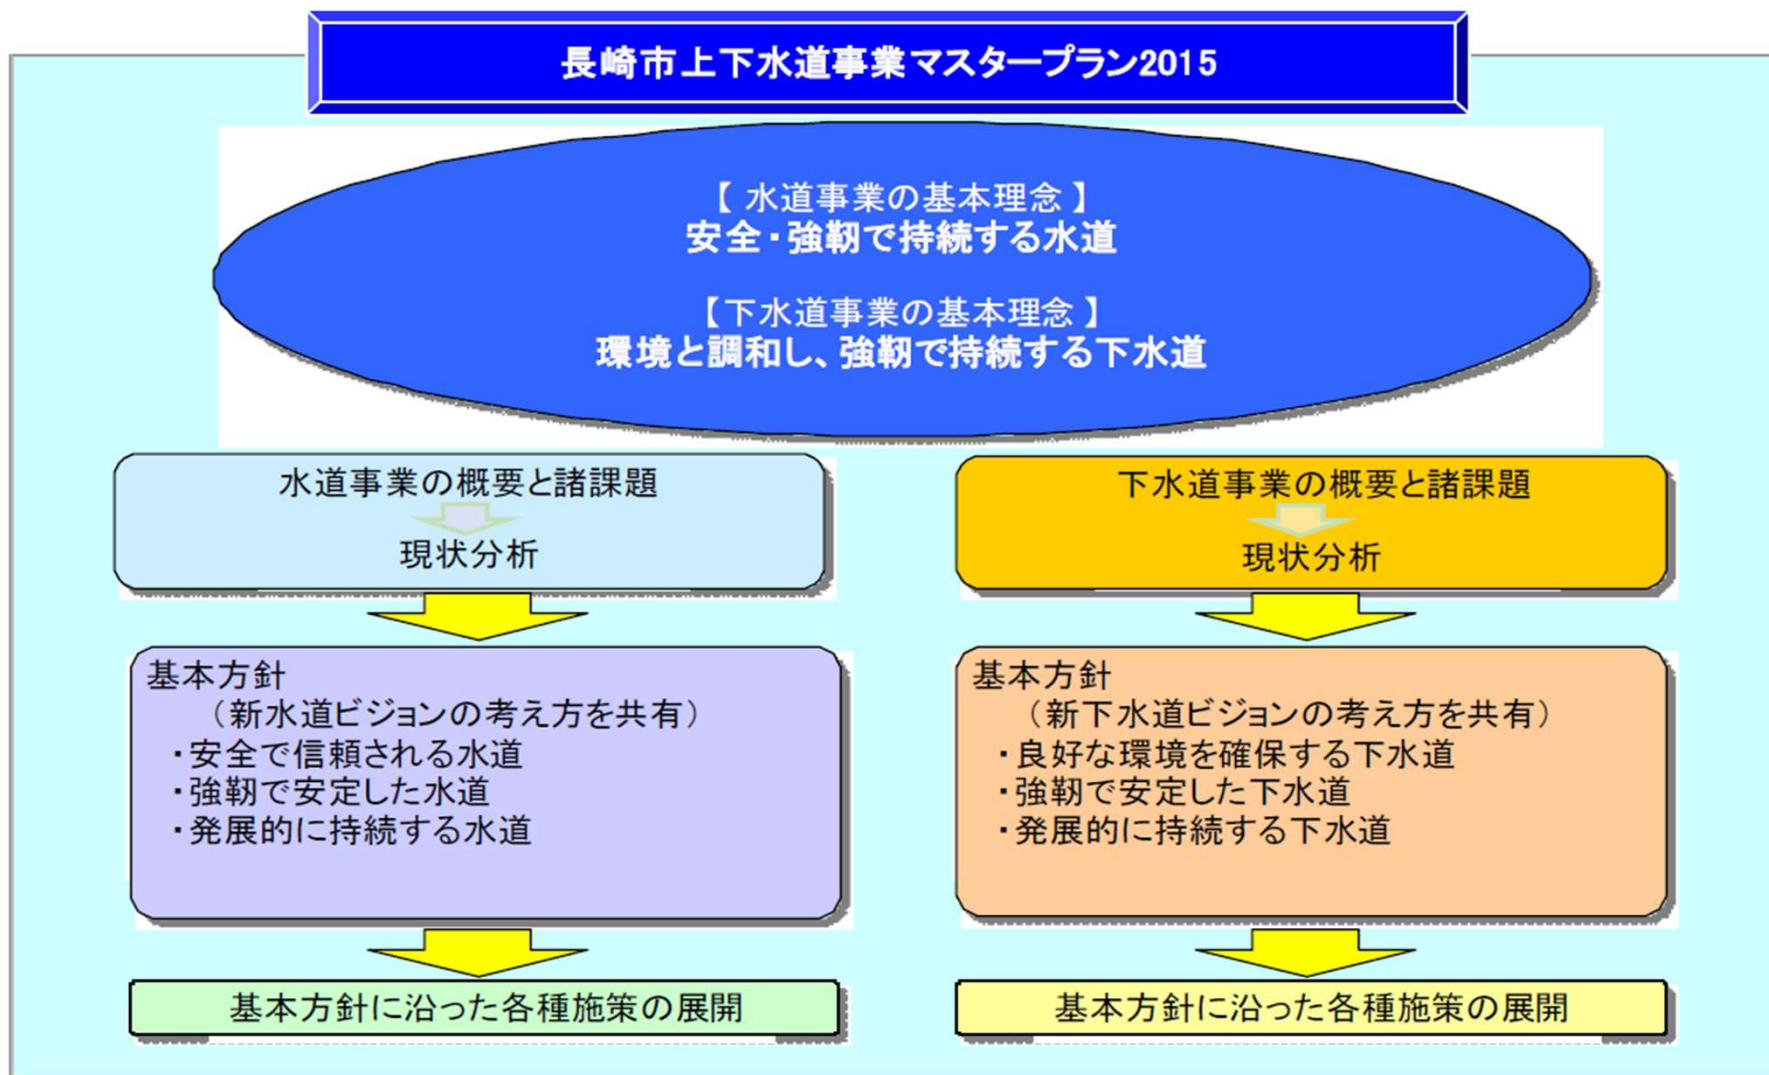 長崎市上下水道事業マスタープラン2015
【 水道事業の基本理念 】
安全・強靭で持続する水道
【下水道事業の基本理念 】
環境と調和し、強靭で持続する下水道
水道事業の概要と諸課題
現状分析
基本方針
（新水道ビジョンの考え方を共有）
・安全で信頼される水道
・強靭で安定した水道
・発展的に持続する水道
基本方針に沿った各種施策の展開
下水道事業の概要と諸課題
現状分析
基本方針
（新下水道ビジョンの考え方を共有）
・良好な環境を確保する下水道
・強靭で安定した下水道
・発展的に持続する下水道
基本方針に沿った各種施策の展開